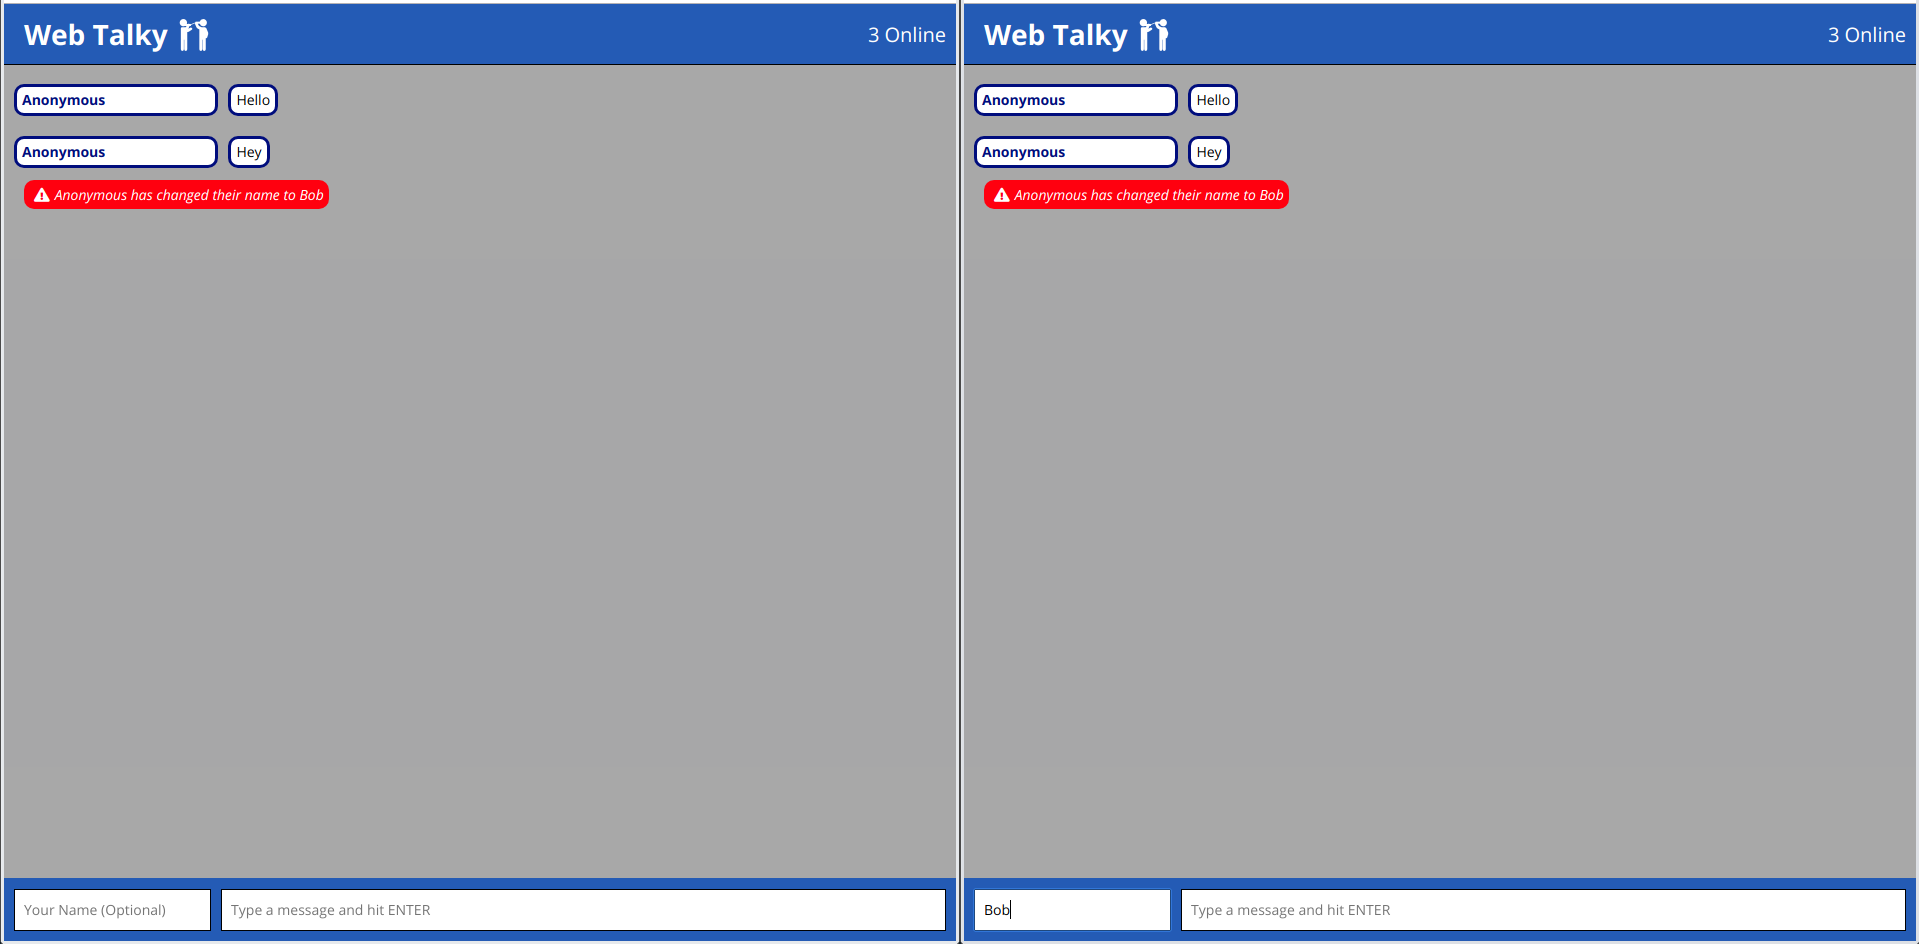 Web Talky
3 Online
Anonymous Hello
Anonymous Hey
Anonymous has changed their name to Bob
Your Name (Optional) Type a message and hit ENTER
Web Talky
3 Online
Anonymous Hello
Anonymous Hey
Anonymous has changed their name to Bob
Bob Type a message and hit ENTER